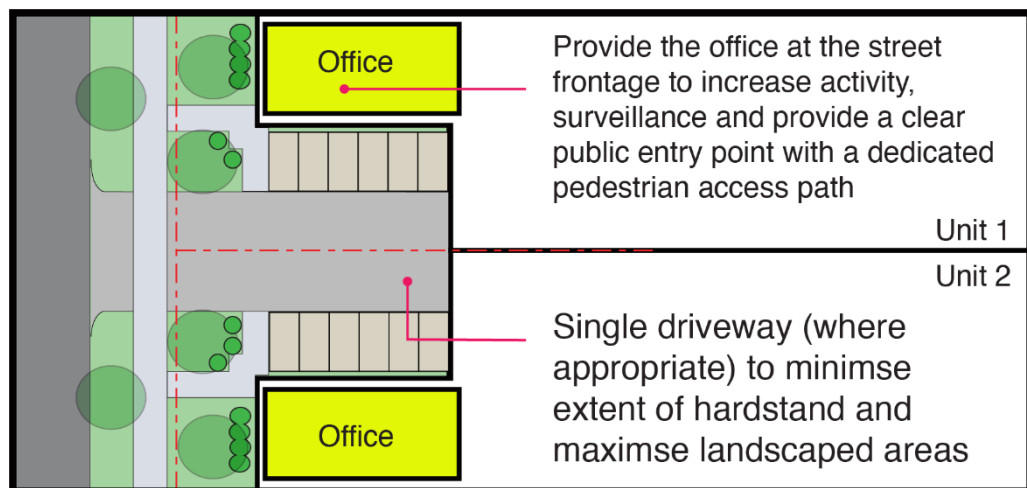 Office
Provide the office at the street
frontage to increase activity,
surveillance and provide a clear
public entry point with a dedicated
pedestrian access path
Unit 1
Unit 2
Single driveway (where
appropriate) to minimse
extent of hardstand and
maximse landscaped areas
Office